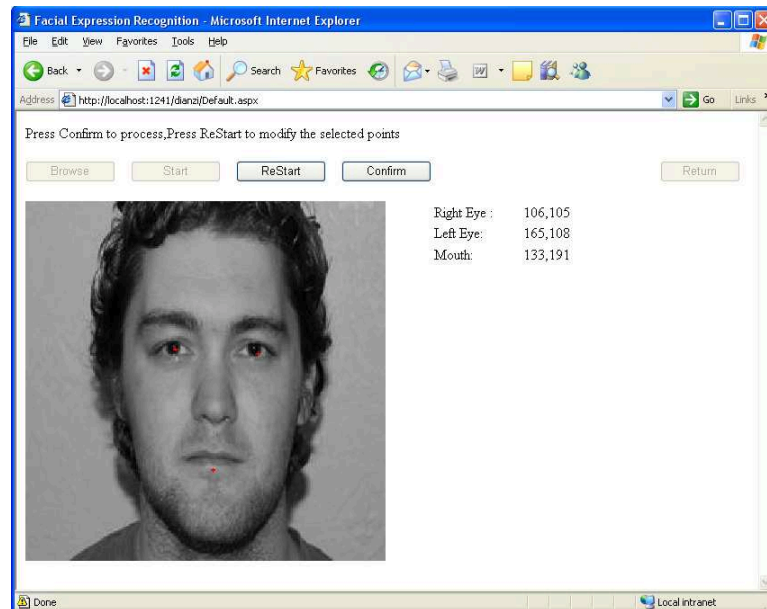 Facial Expression Recognition - Microsoft Internet Explorer
File Edit View Favorites Tools Help
Back Search Favorites
Address http://localhost:1241/dianzi/Default.aspx Go Links
Press Confirm to process,Press ReStart to modify the selected points
Browse Start ReStart Confirm Return
Right Eye : 106,105
Left Eye: 165,108
Mouth: 133,191
Done Local intranet